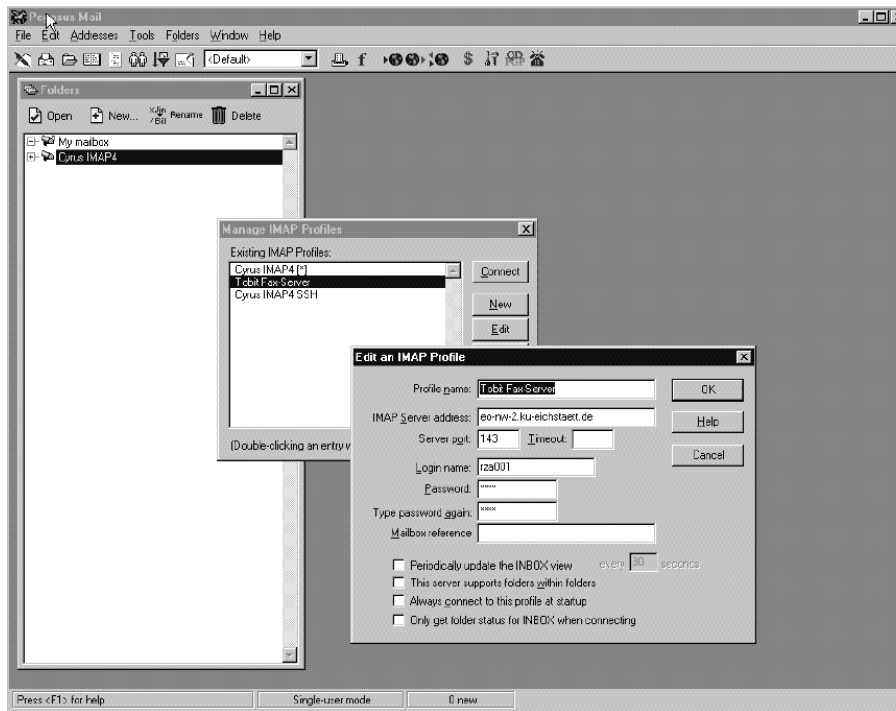 Pegasus Mail
File Edit Addresses Tools Folders Window Help
<Default>
Folders
Open New... Rename Delete
My mailbox
Cyrus IMAP4
Manage IMAP Profiles
Existing IMAP Profiles:
Cyrus IMAP4 [*]
Tobit Fax-Server
Cyrus IMAP4 SSH
Connect
New
Edit
(Double-clicking an entry w
Edit an IMAP Profile
Profile name: Tobit Fax-Server
OK
IMAP Server address: eo-nw-2.ku-eichstaett.de
Help
Server port: 143 Timeout:
Cancel
Login name: rza001
Password: ****
Type password again: ****
Mailbox reference
Periodically update the INBOX view every 30 seconds
This server supports folders within folders
Always connect to this profile at startup
Only get folder status for INBOX when connecting
Press <F1> for help Single-user mode 0 new